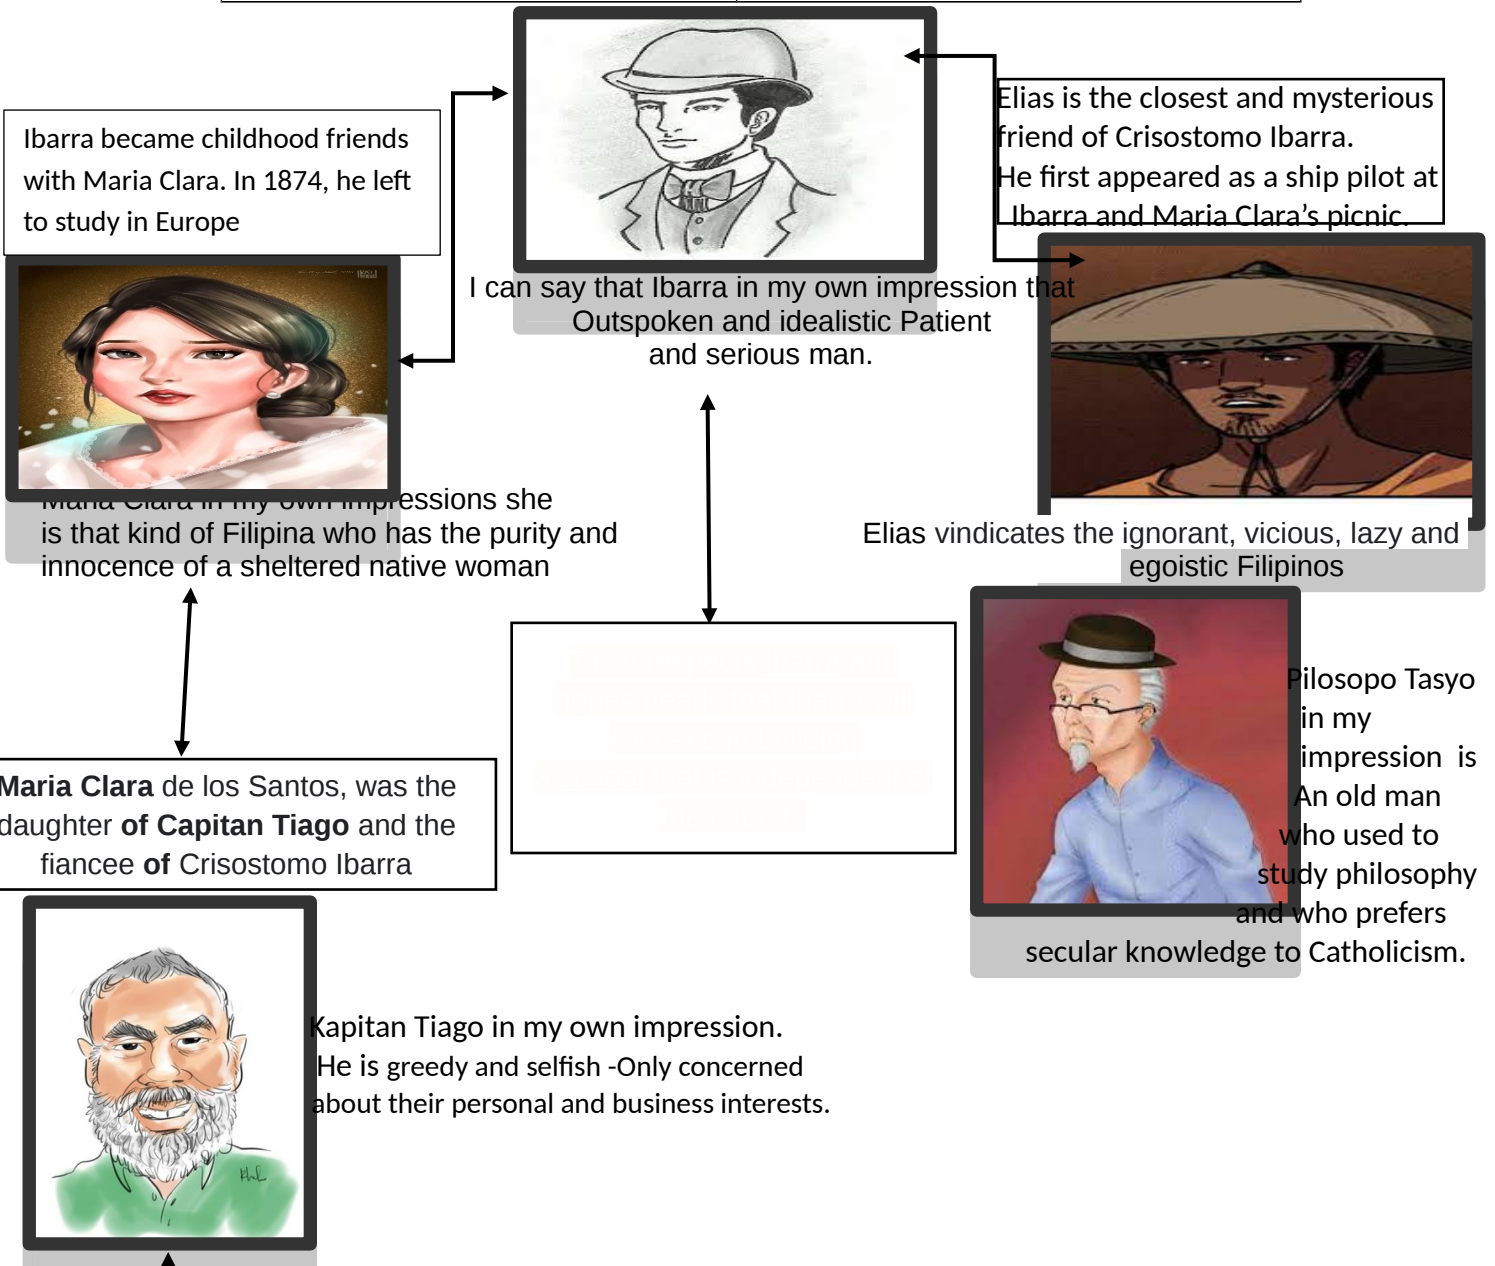 Elias is the closest and mysterious
friend of Crisostomo Ibarra.
He first appeared as a ship pilot at
Ibarra and Maria Clara's picnic.
Ibarra became childhood friends
with Maria Clara. In 1874, he left
to study in Europe
I can say that Ibarra in my own impression that
Outspoken and idealistic Patient
and serious man.
Maria Clara in my own impressions she
is that kind of Filipina who has the purity and
innocence of a sheltered native woman
Elias vindicates the ignorant, vicious, lazy and
egoistic Filipinos
Pilosopo Tasyo
in my
impression is
An old man
who used to
study philosophy
and who prefers
secular knowledge to Catholicism.
Maria Clara de los Santos, was the
daughter of Capitan Tiago and the
fiancee of Crisostomo Ibarra
Kapitan Tiago in my own impression.
He is greedy and selfish -Only concerned
about their personal and business interests.